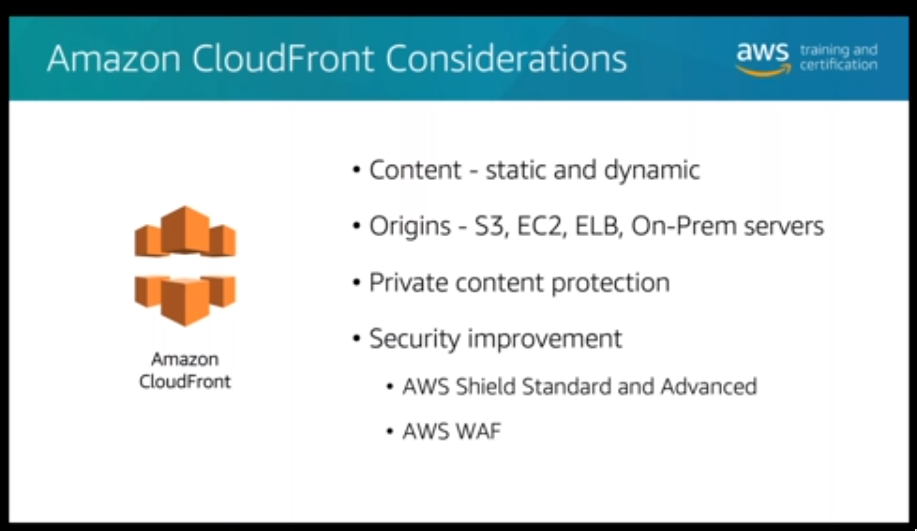 Amazon CloudFront Considerations
aws training and
certification
• Content - static and dynamic
• Origins - S3, EC2, ELB, On-Prem servers
• Private content protection
• Security improvement
• AWS Shield Standard and Advanced
• AWS WAF
Amazon
CloudFront